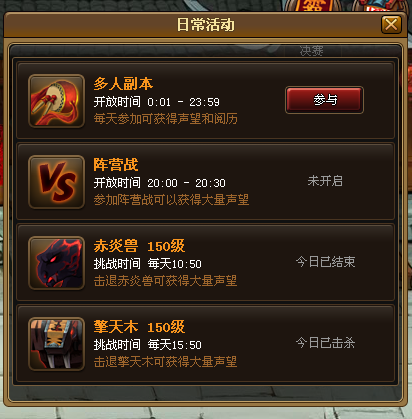 日常活动
决赛
多人副本
开放时间 0:01 - 23:59
参与
每天参加可获得声望和阅历
VS
阵营战
开放时间 20:00 - 20:30
未开启
参加阵营战可以获得大量声望
赤炎兽 150级
挑战时间 每天10:50
今日已结束
击退赤炎兽可获得大量声望
擎天木 150级
挑战时间 每天15:50
今日已击杀
击退擎天木可获得大量声望